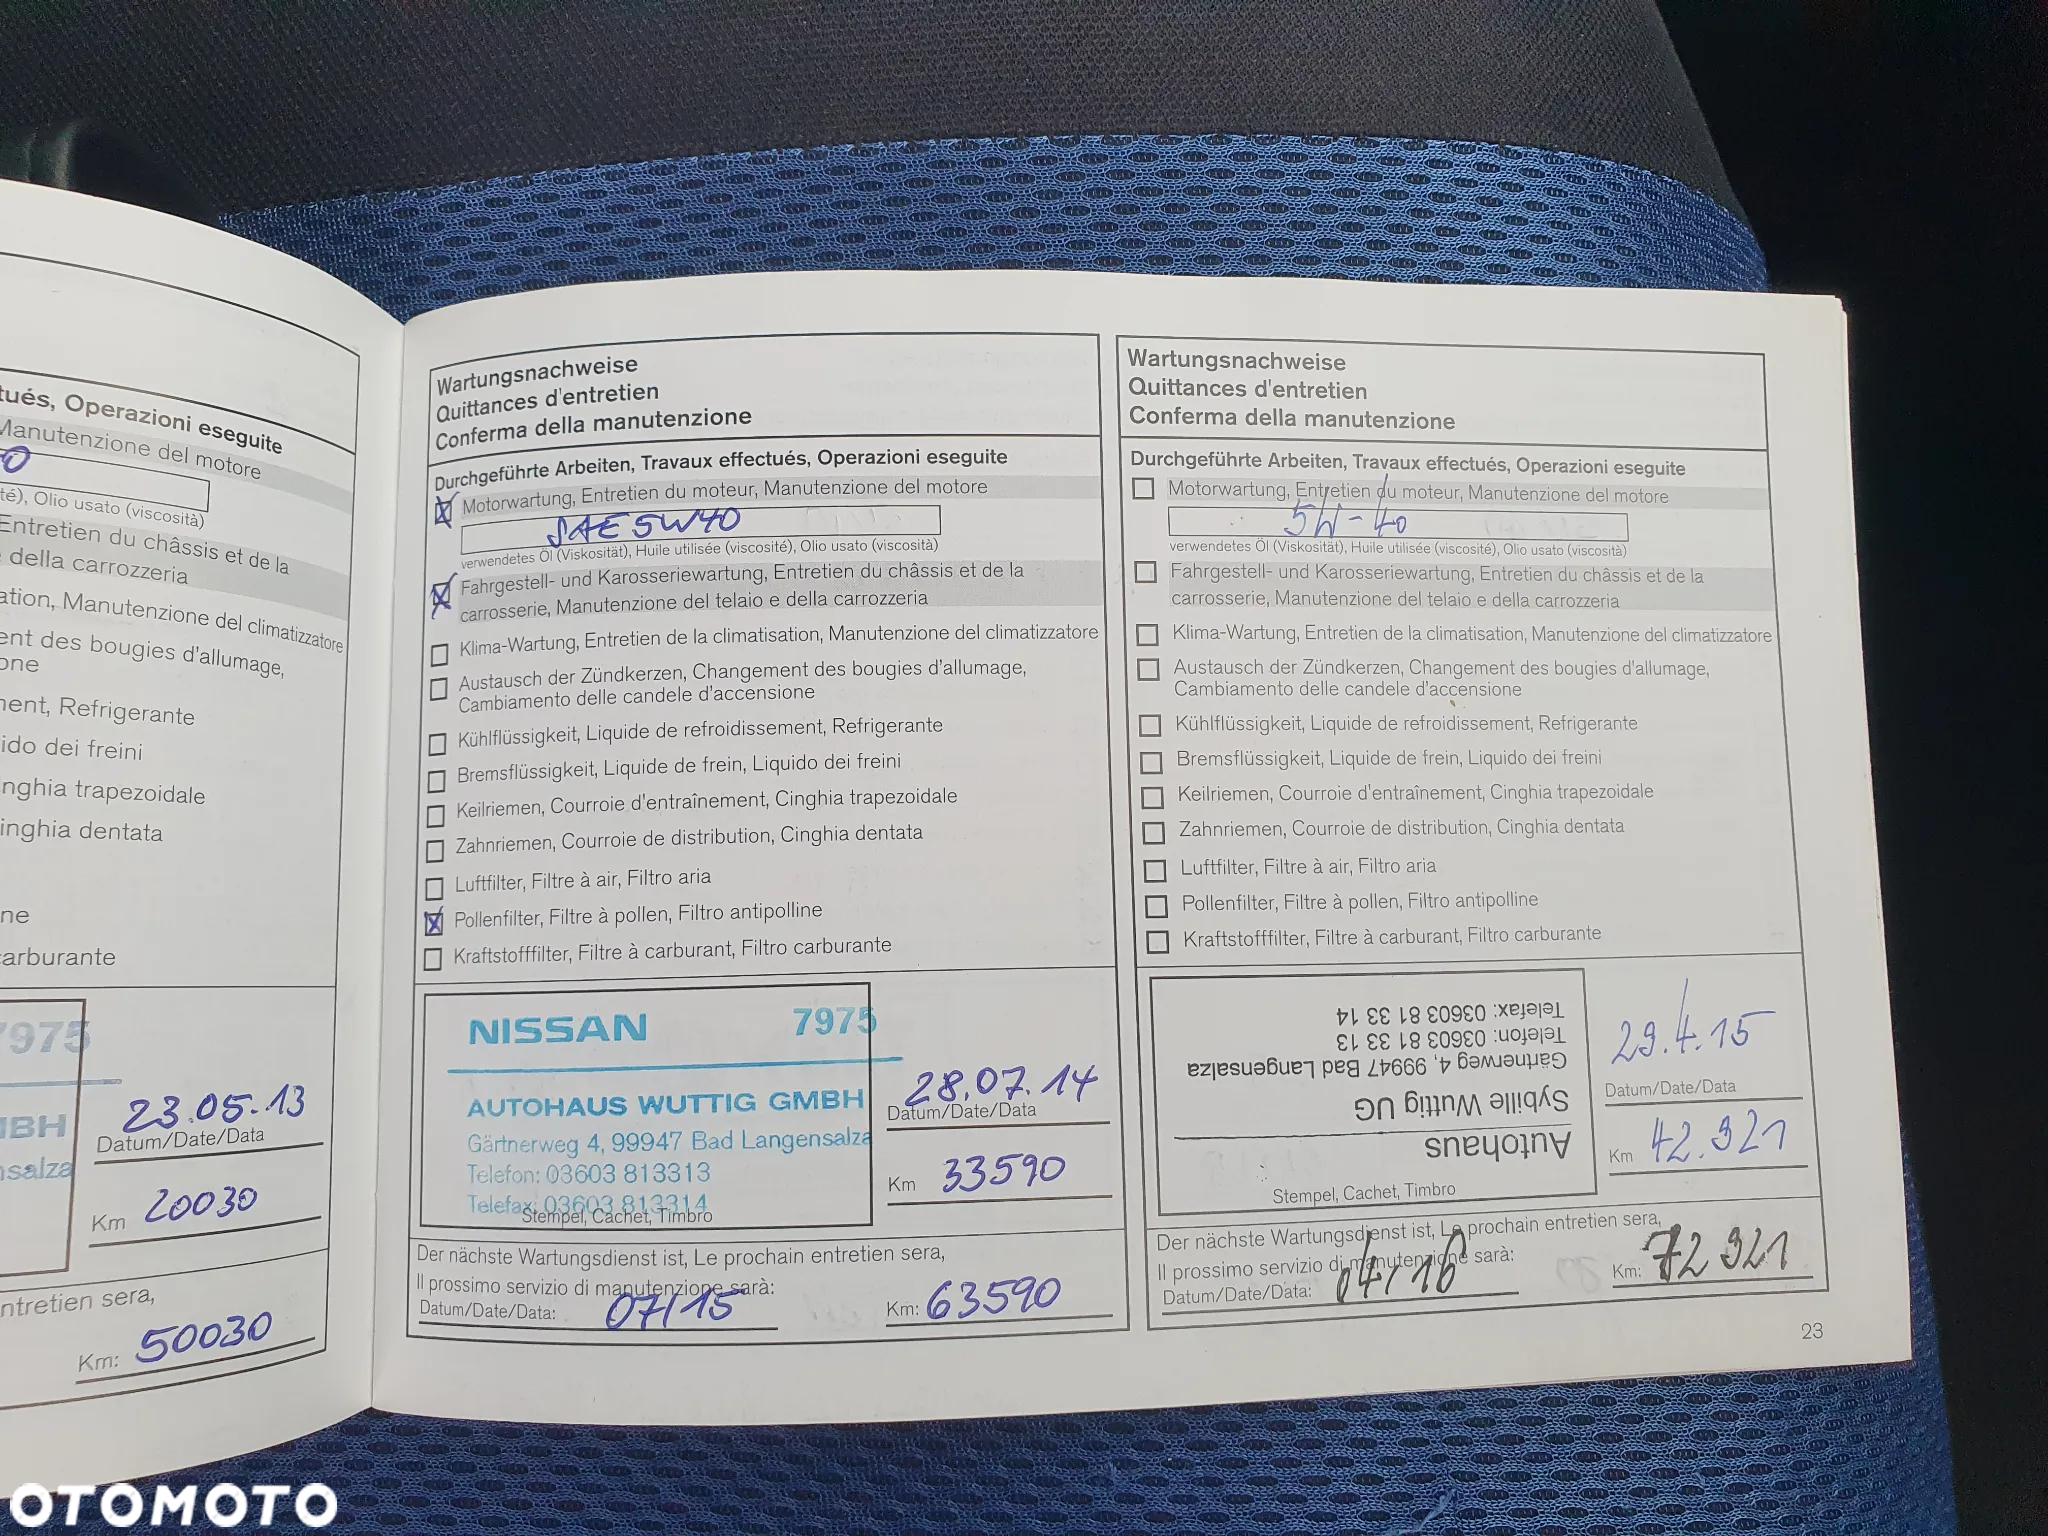 tués, Operazioni eseguite
Manutenzione del motore
té), Olio usato (viscosità)
Entretien du châssis et de la
e della carrozzeria
ation, Manutenzione del climatizzatore
ent des bougies d'allumage,
one
ment, Refrigerante
ido dei freini
nghia trapezoidale
inghia dentata
ne
carburante
7975
MBH
nsalza
23.05.13
Datum/Date/Data
Km 20030
ntretien sera,
Km: 50030
Wartungsnachweise
Quittances d'entretien
Conferma della manutenzione
Durchgeführte Arbeiten, Travaux effectués, Operazioni eseguite
Motorwartung, Entretien du moteur, Manutenzione del motore
SAE 5W40
verwendetes Öl (Viskosität), Huile utilisée (viscosité), Olio usato (viscosità)
Fahrgestell- und Karosseriewartung, Entretien du châssis et de la
carrosserie, Manutenzione del telaio e della carrozzeria
Klima-Wartung, Entretien de la climatisation, Manutenzione del climatizzatore
Austausch der Zündkerzen, Changement des bougies d'allumage,
Cambiamento delle candele d'accensione
Kühlflüssigkeit, Liquide de refroidissement, Refrigerante
Bremsflüssigkeit, Liquide de frein, Liquido dei freini
Keilriemen, Courroie d'entraînement, Cinghia trapezoidale
Zahnriemen, Courroie de distribution, Cinghia dentata
Luftfilter, Filtre à air, Filtro aria
Pollenfilter, Filtre à pollen, Filtro antipolline
Kraftstofffilter, Filtre à carburant, Filtro carburante
NISSAN 7975
AUTOHAUS WUTTIG GMBH
Gärtnerweg 4, 99947 Bad Langensalza
Telefon: 03603 813313
Telefax: 03603 813314
Stempel, Cachet, Timbro
28.07.14
Datum/Date/Data
Km 33590
Der nächste Wartungsdienst ist, Le prochain entretien sera,
Il prossimo servizio di manutenzione sarà:
Datum/Date/Data: 07/15 Km: 63590
Wartungsnachweise
Quittances d'entretien
Conferma della manutenzione
Durchgeführte Arbeiten, Travaux effectués, Operazioni eseguite
Motorwartung, Entretien du moteur, Manutenzione del motore
5W-40
verwendetes Öl (Viskosität), Huile utilisée (viscosité), Olio usato (viscosità)
Fahrgestell- und Karosseriewartung, Entretien du châssis et de la
carrosserie, Manutenzione del telaio e della carrozzeria
Klima-Wartung, Entretien de la climatisation, Manutenzione del climatizzatore
Austausch der Zündkerzen, Changement des bougies d'allumage,
Cambiamento delle candele d'accensione
Kühlflüssigkeit, Liquide de refroidissement, Refrigerante
Bremsflüssigkeit, Liquide de frein, Liquido dei freini
Keilriemen, Courroie d'entraînement, Cinghia trapezoidale
Zahnriemen, Courroie de distribution, Cinghia dentata
Luftfilter, Filtre à air, Filtro aria
Pollenfilter, Filtre à pollen, Filtro antipolline
Kraftstofffilter, Filtre à carburant, Filtro carburante
Autohaus
Sybille Wuttig UG
Gärtnerweg 4, 99947 Bad Langensalza
Telefon: 03603 81 33 13
Telefax: 03603 81 33 14
Stempel, Cachet, Timbro
29.4.15
Datum/Date/Data
Km 42.921
Der nächste Wartungsdienst ist, Le prochain entretien sera,
Il prossimo servizio di manutenzione sarà:
Datum/Date/Data: 04/16 Km: 72921
23
OTOMOTO